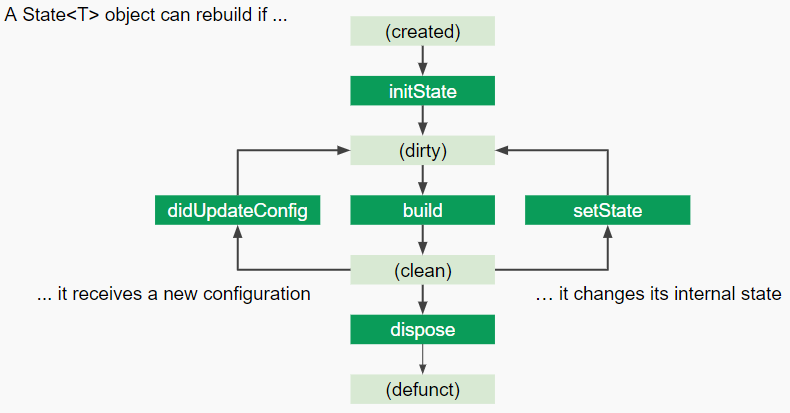 A State<T> object can rebuild if ...
(created)
initState
(dirty)
didUpdateConfig
build
setState
(clean)
... it receives a new configuration
… it changes its internal state
dispose
(defunct)